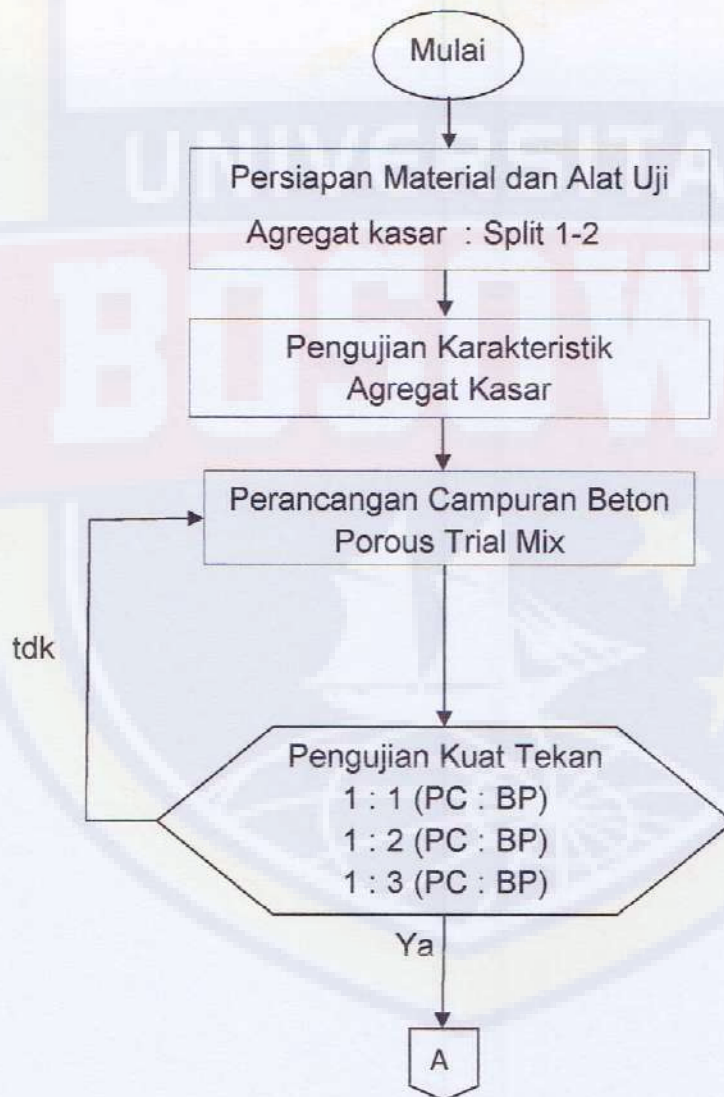 Mulai
UNIVERSITA
Persiapan Material dan Alat Uji
Agregat kasar : Split 1-2
BOSOW
Pengujian Karakteristik
Agregat Kasar
Perancangan Campuran Beton
Porous Trial Mix
tdk
Pengujian Kuat Tekan
1 : 1 (PC : BP)
1 : 2 (PC : BP)
1 : 3 (PC : BP)
Ya
A